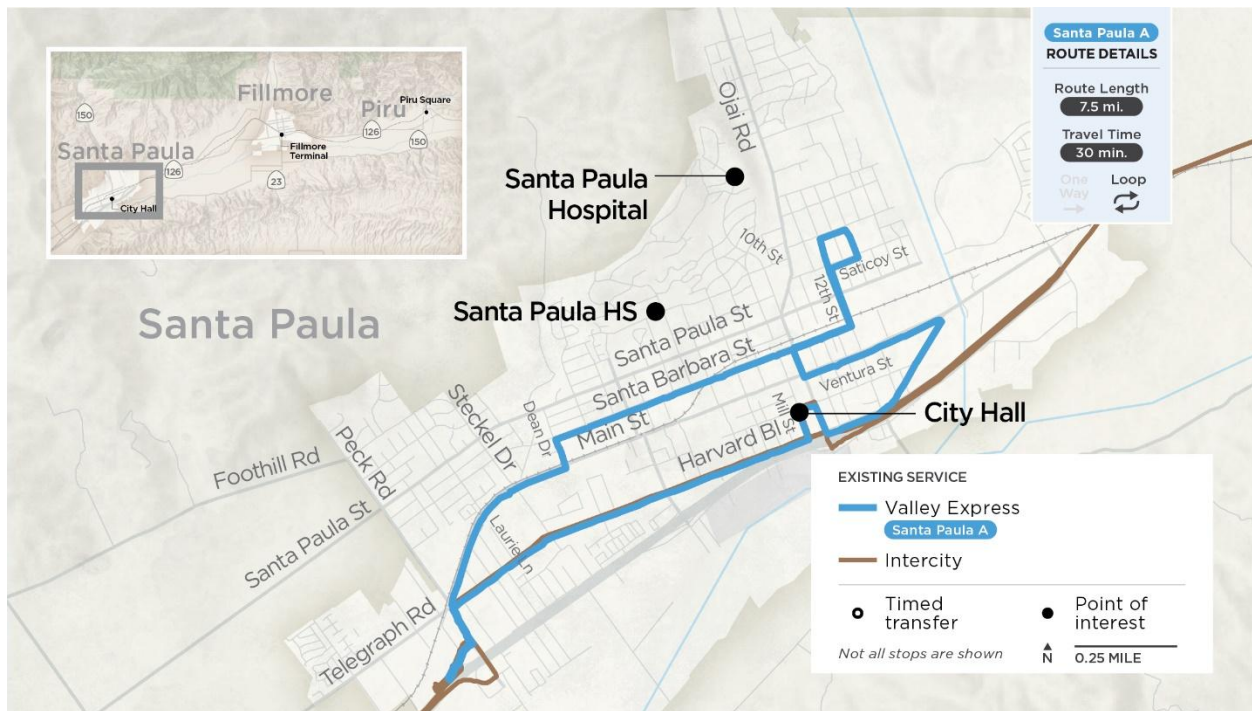 150
Fillmore
Piru Square
Piru
126
150
Santa Paula
126
Fillmore
Terminal
23
City Hall
Santa Paula A
ROUTE DETAILS
Route Length
7.5 mi.
Travel Time
30 min.
One
Way
Loop
Ojai Rd
Santa Paula
Hospital
10th St
Saticoy St
12th St
Santa Paula HS
Santa Paula
Santa Paula St
Santa Barbara St
Ventura St
Steckel Dr
Dean Dr
Main St
Mill St
City Hall
Harvard Bl
Peck Rd
Foothill Rd
Santa Paula St
Laurie Ln
Telegraph Rd
EXISTING SERVICE
Valley Express
Santa Paula A
Intercity
Timed
transfer
Point of
interest
Not all stops are shown
N
0.25 MILE